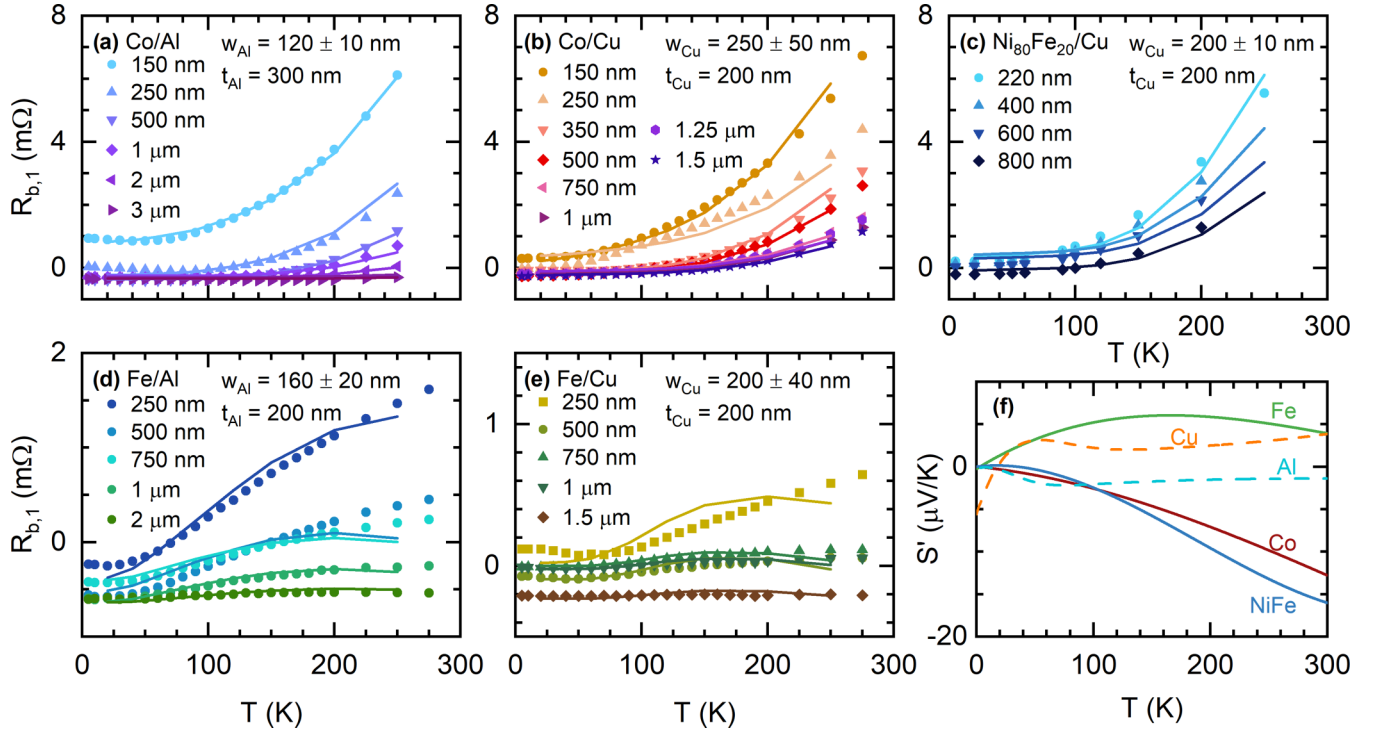 8
4
0
R_b,1 (mΩ)
(a) Co/Al
w_Al = 120 ± 10 nm
t_Al = 300 nm
150 nm
250 nm
500 nm
1 µm
2 µm
3 µm
(b) Co/Cu
w_Cu = 250 ± 50 nm
t_Cu = 200 nm
150 nm
250 nm
350 nm
500 nm
750 nm
1 µm
1.25 µm
1.5 µm
8
4
0
(c) Ni₈₀Fe₂₀/Cu
w_Cu = 200 ± 10 nm
t_Cu = 200 nm
220 nm
400 nm
600 nm
800 nm
0 100 200 300
T (K)
2
0
R_b,1 (mΩ)
(d) Fe/Al
w_Al = 160 ± 20 nm
t_Al = 200 nm
250 nm
500 nm
750 nm
1 µm
2 µm
0 100 200 300
T (K)
1
0
(e) Fe/Cu
w_Cu = 200 ± 40 nm
t_Cu = 200 nm
250 nm
500 nm
750 nm
1 µm
1.5 µm
0 100 200 300
T (K)
0
-20
S' (µV/K)
(f)
Fe
Cu
Al
Co
NiFe
0 100 200 300
T (K)